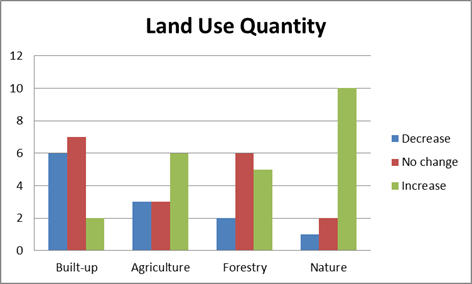 Land Use Quantity
12
10
8
6
4
2
0
Built-up Agriculture Forestry Nature
Decrease
No change
Increase